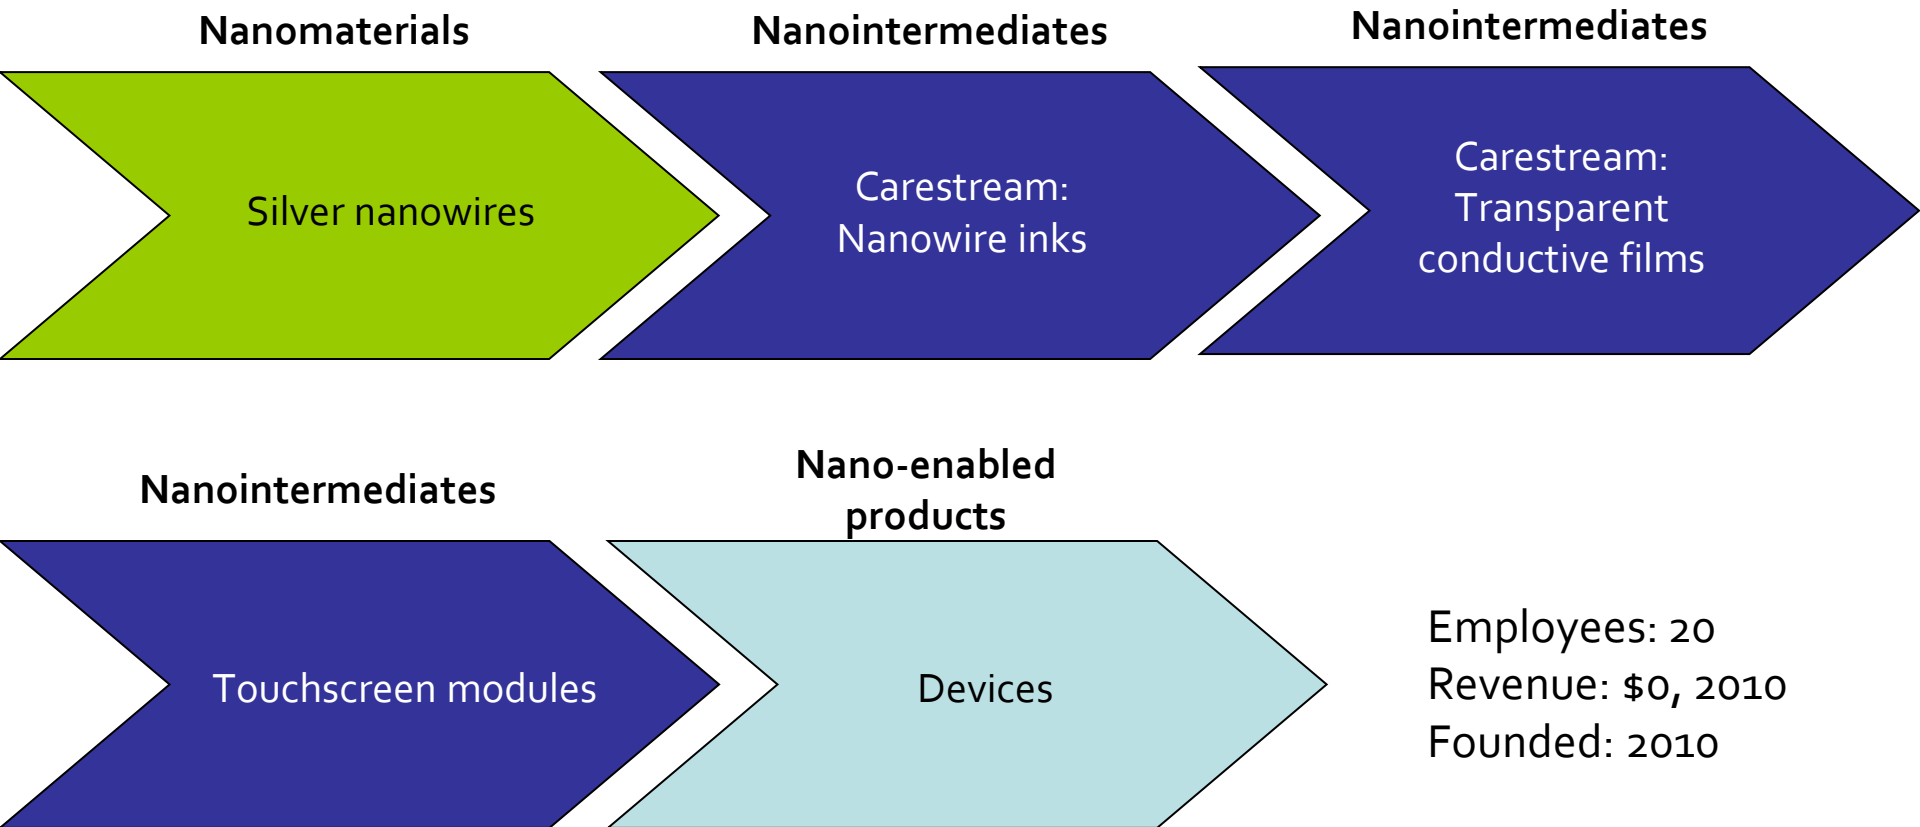 Nanomaterials
Nanointermediates
Nanointermediates
Silver nanowires
Carestream:
Nanowire inks
Carestream:
Transparent
conductive films
Nanointermediates
Nano-enabled
products
Touchscreen modules
Devices
Employees: 20
Revenue: $0, 2010
Founded: 2010